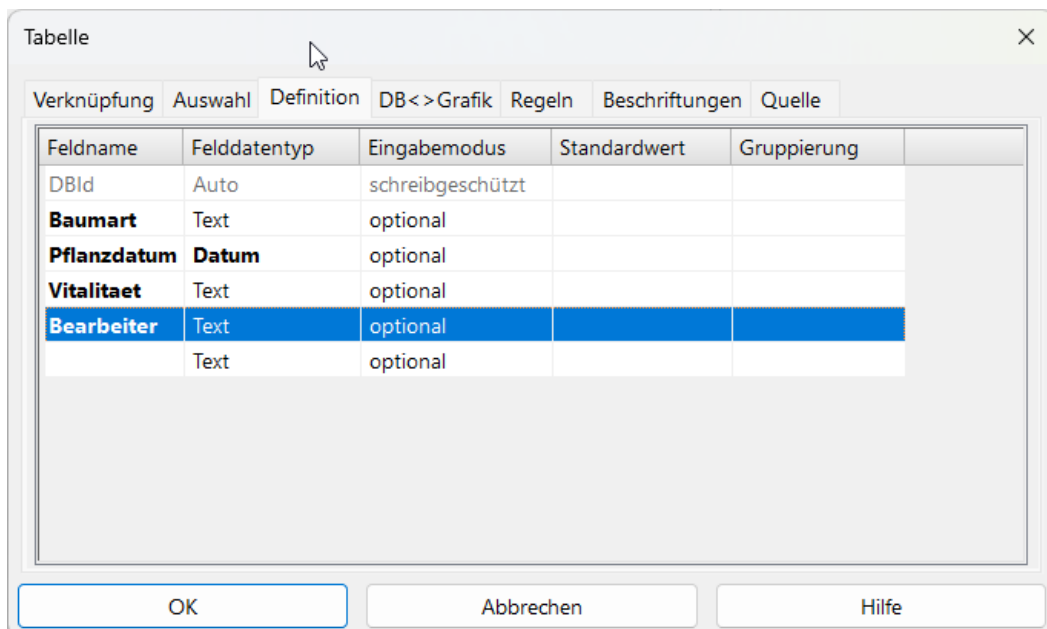 Tabelle
Verknüpfung Auswahl Definition DB<>Grafik Regeln Beschriftungen Quelle
Feldname Felddatentyp Eingabemodus Standardwert Gruppierung
DBId Auto schreibgeschützt
Baumart Text optional
Pflanzdatum Datum optional
Vitalitaet Text optional
Bearbeiter Text optional
Text optional
OK Abbrechen Hilfe